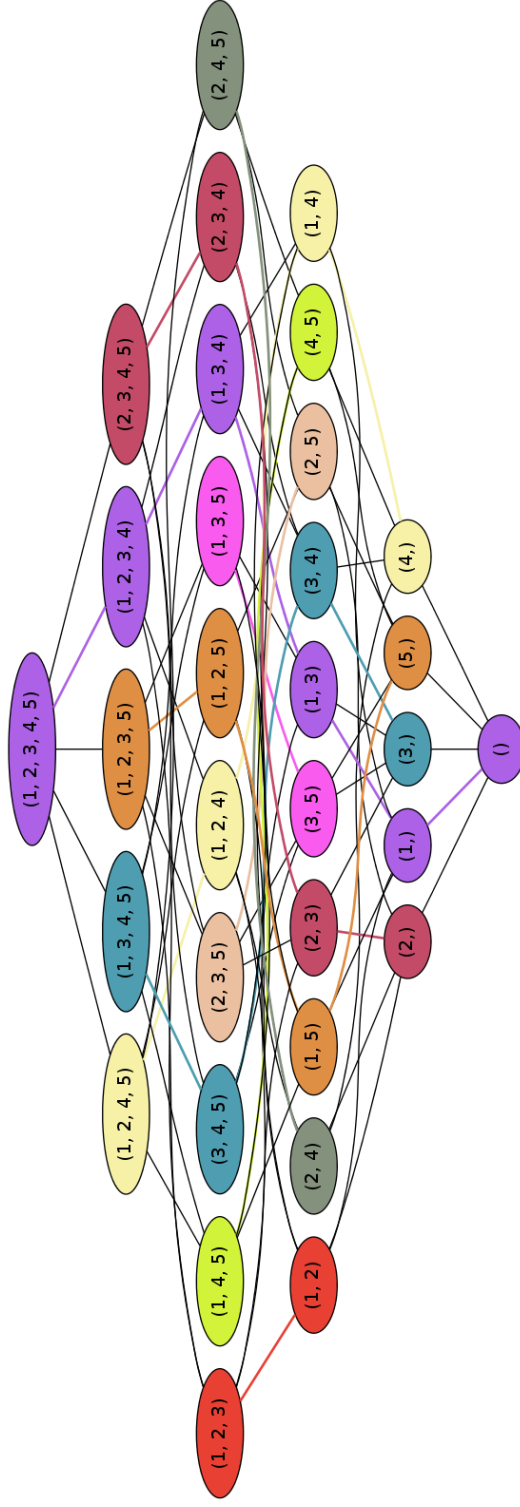 (1, 2, 3, 4, 5)
(1, 2, 4, 5)
(1, 3, 4, 5)
(1, 2, 3, 5)
(1, 2, 3, 4)
(2, 3, 4, 5)
(1, 2, 3)
(1, 4, 5)
(3, 4, 5)
(2, 3, 5)
(1, 2, 4)
(1, 2, 5)
(1, 3, 5)
(1, 3, 4)
(2, 3, 4)
(2, 4, 5)
(1, 2)
(2, 4)
(1, 5)
(2, 3)
(3, 5)
(1, 3)
(3, 4)
(2, 5)
(4, 5)
(1, 4)
(2,)
(1,)
(3,)
(5,)
(4,)
()